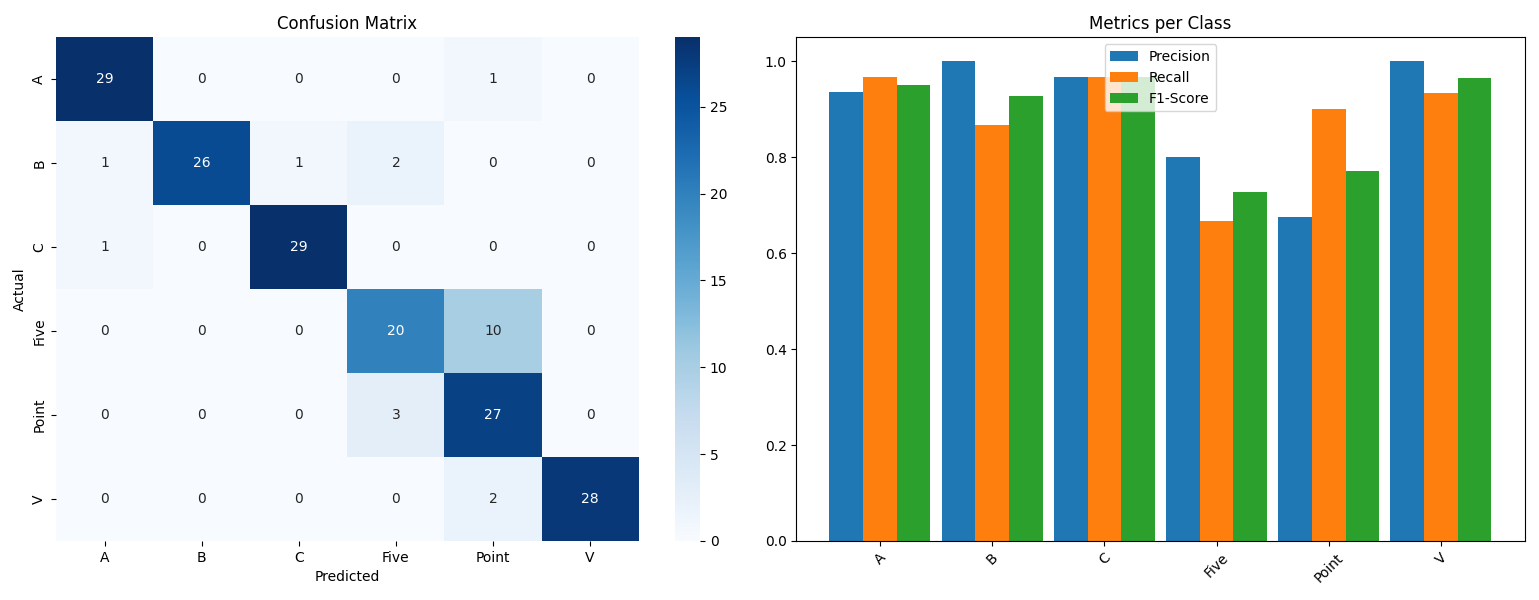 Confusion Matrix
A 29 0 0 0 1 0
B 1 26 1 2 0 0
C 1 0 29 0 0 0
Five 0 0 0 20 10 0
Point 0 0 0 3 27 0
V 0 0 0 0 2 28
Actual
A B C Five Point V
Predicted
25
20
15
10
5
0
Metrics per Class
Precision
Recall
F1-Score
1.0
0.8
0.6
0.4
0.2
0.0
A B C Five Point V